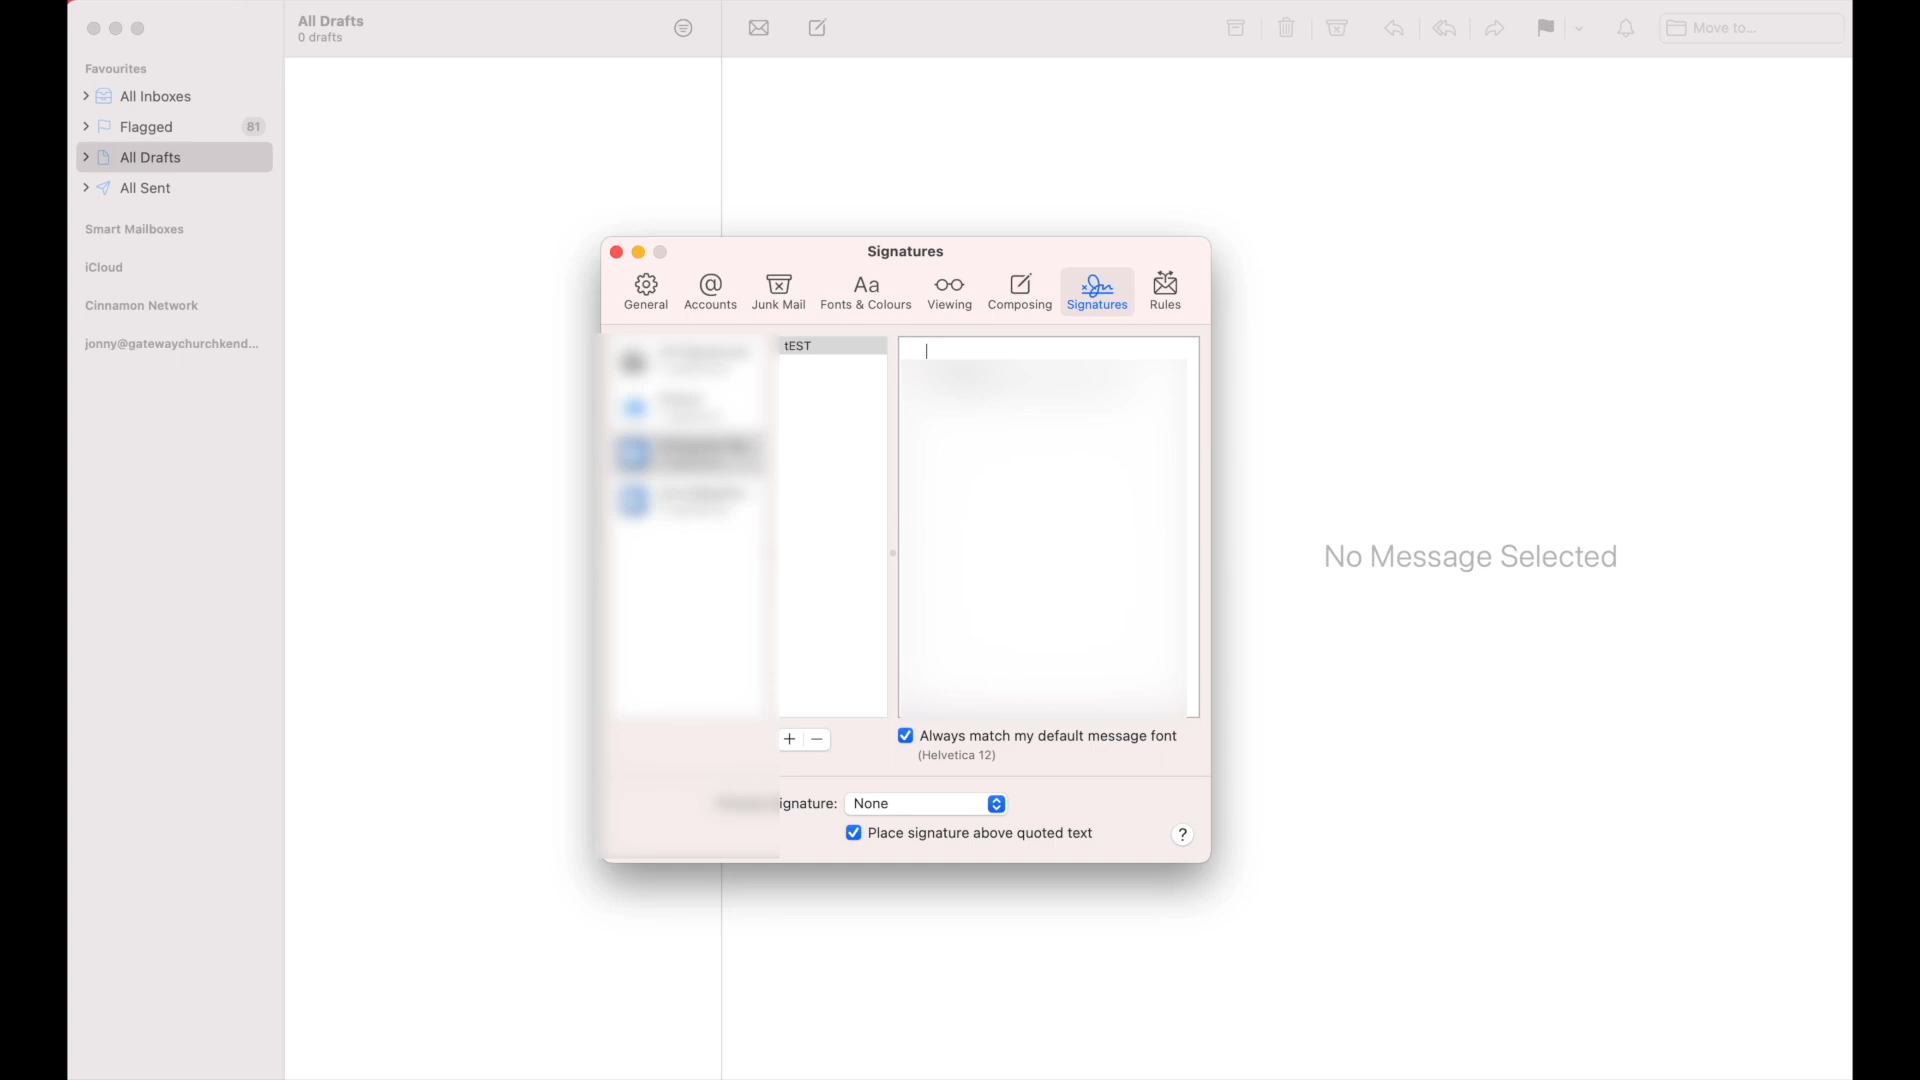 All Drafts
0 drafts
Move to...
Favourites
All Inboxes
Flagged 81
All Drafts
All Sent
Smart Mailboxes
iCloud
Cinnamon Network
jonny@gatewaychurchkend...
Signatures
General
Accounts
Junk Mail
Fonts & Colours
Viewing
Composing
Signatures
Rules
tEST
Always match my default message font
(Helvetica 12)
ignature: None
Place signature above quoted text
?
No Message Selected